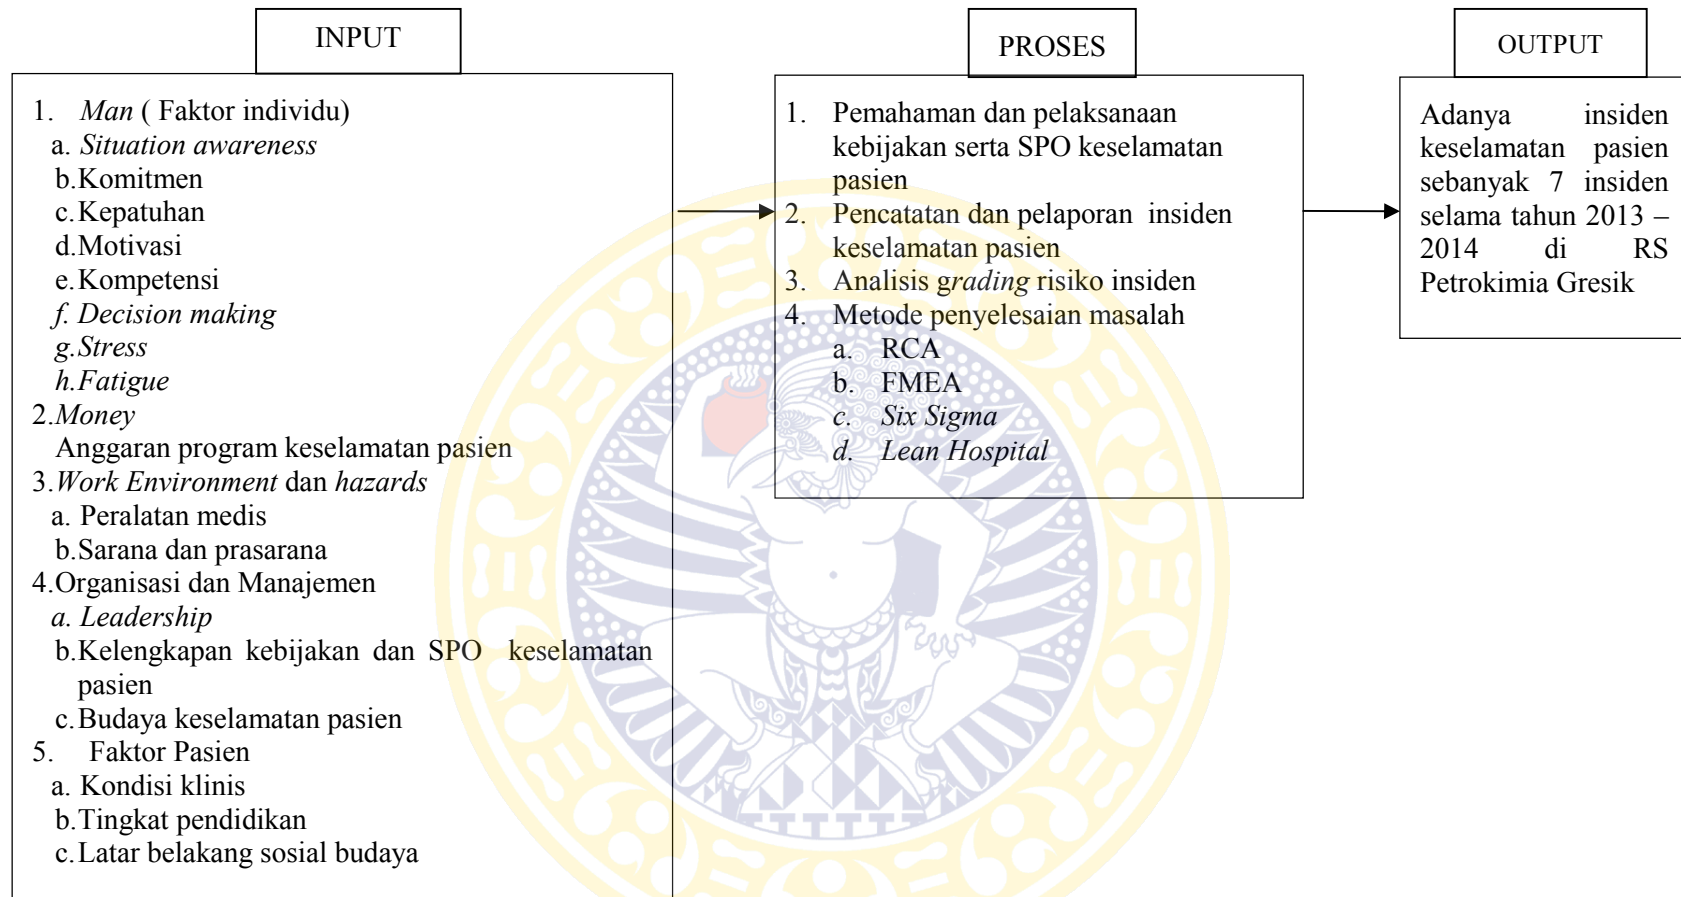 INPUT
1. Man ( Faktor individu)
a. Situation awareness
b.Komitmen
c.Kepatuhan
d.Motivasi
e.Kompetensi
f. Decision making
g.Stress
h.Fatigue
2.Money
Anggaran program keselamatan pasien
3.Work Environment dan hazards
a. Peralatan medis
b.Sarana dan prasarana
4.Organisasi dan Manajemen
a. Leadership
b.Kelengkapan kebijakan dan SPO keselamatan
pasien
c.Budaya keselamatan pasien
5. Faktor Pasien
a. Kondisi klinis
b.Tingkat pendidikan
c.Latar belakang sosial budaya
PROSES
1. Pemahaman dan pelaksanaan
kebijakan serta SPO keselamatan
pasien
2. Pencatatan dan pelaporan insiden
keselamatan pasien
3. Analisis grading risiko insiden
4. Metode penyelesaian masalah
a. RCA
b. FMEA
c. Six Sigma
d. Lean Hospital
OUTPUT
Adanya insiden
keselamatan pasien
sebanyak 7 insiden
selama tahun 2013 –
2014 di RS
Petrokimia Gresik